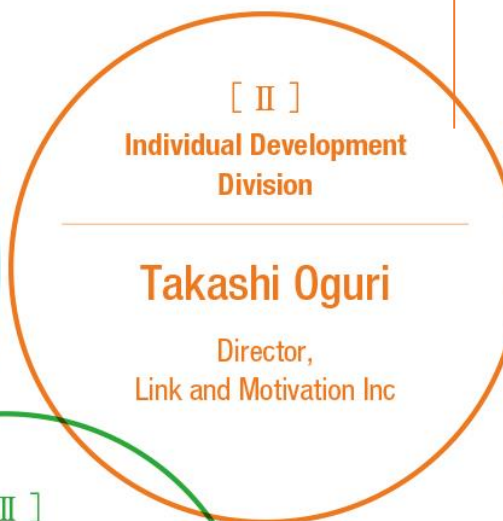 [ Ⅱ ]
Individual Development
Division
Takashi Oguri
Director,
Link and Motivation Inc